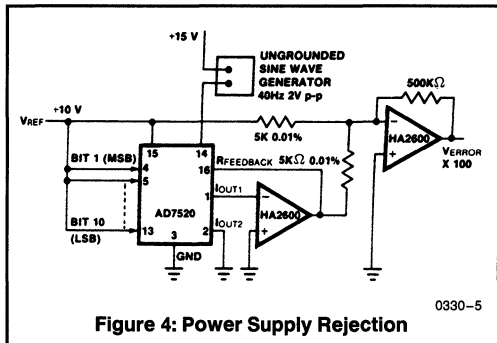 +15 V
UNGROUNDED
SINE WAVE
GENERATOR
40Hz 2V p-p
500KΩ
+10 V
VREF
5K 0.01%
HA2600
VERROR
X 100
15
14
BIT 1 (MSB)
4
5
RFEEDBACK
16
5KΩ 0.01%
IOUT1
1
HA2600
AD7520
BIT 10
(LSB)
13
IOUT2
2
3
GND
0330–5
Figure 4: Power Supply Rejection